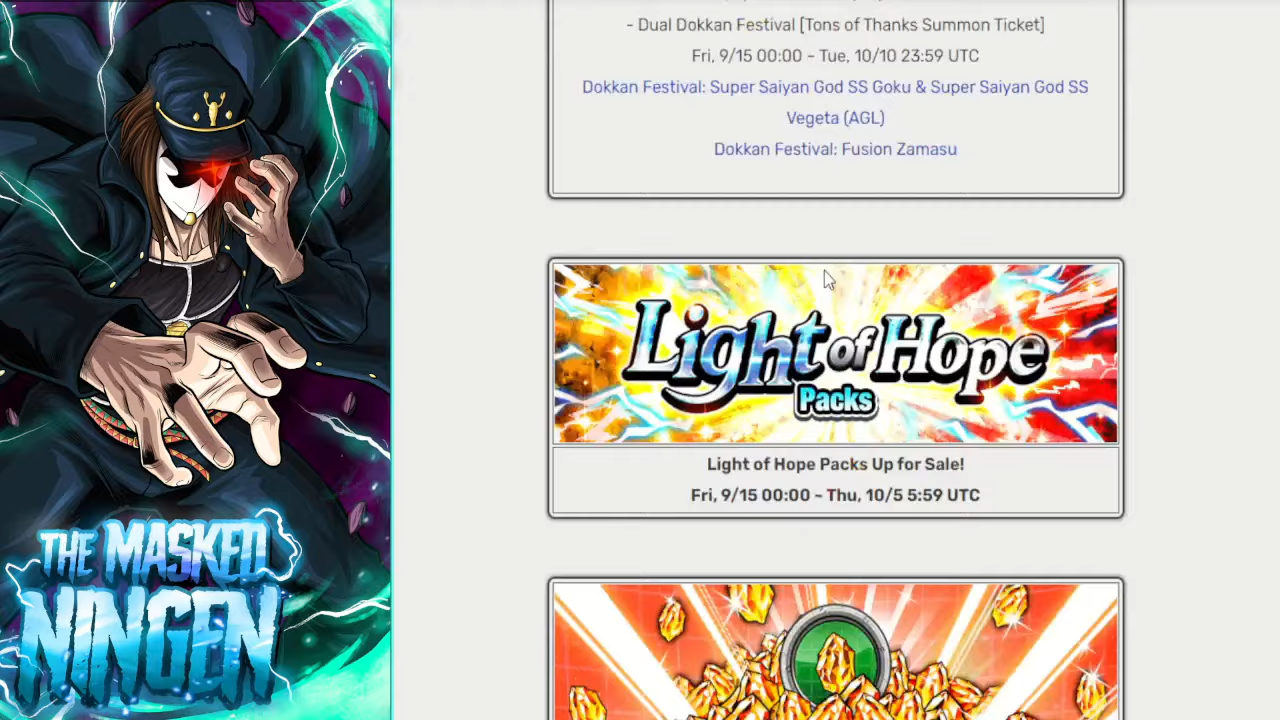 - Dual Dokkan Festival [Tons of Thanks Summon Ticket]
Fri, 9/15 00:00 ~ Tue, 10/10 23:59 UTC
Dokkan Festival: Super Saiyan God SS Goku & Super Saiyan God SS
Vegeta (AGL)
Dokkan Festival: Fusion Zamasu
Light of Hope
Packs
Light of Hope Packs Up for Sale!
Fri, 9/15 00:00 ~ Thu, 10/5 5:59 UTC
THE MASKED
NINGEN